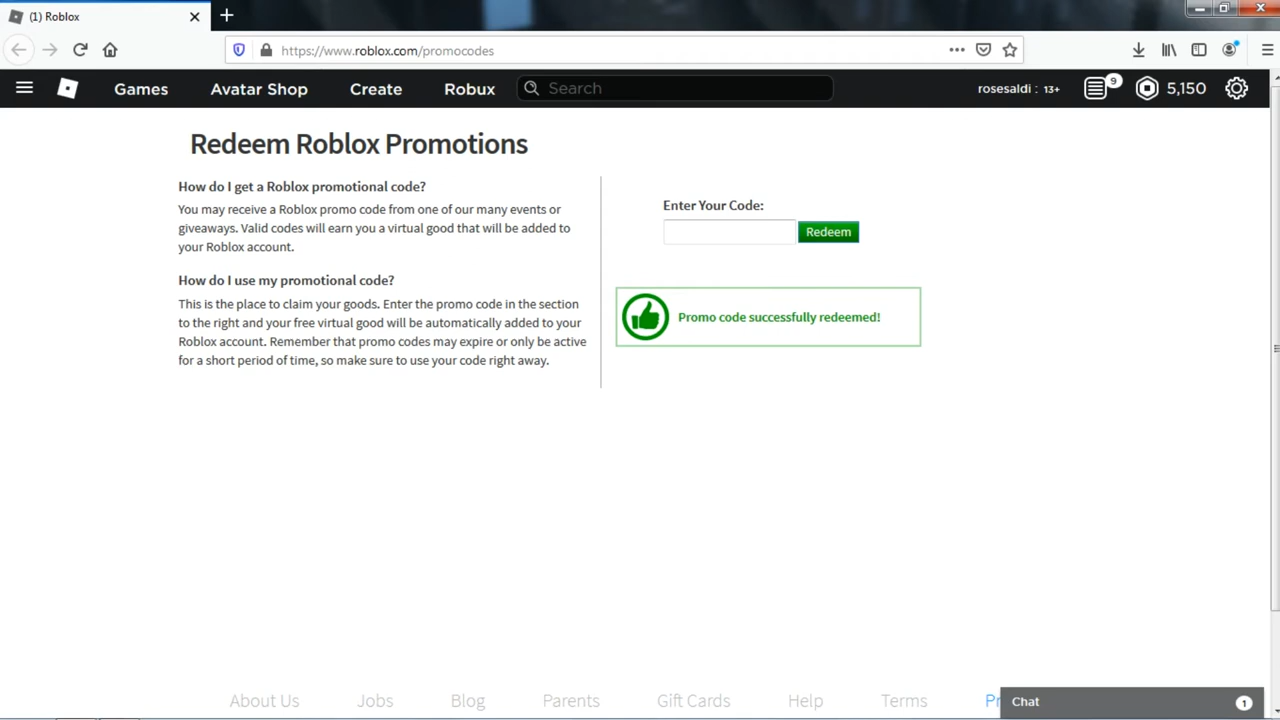 (1) Roblox
https://www.roblox.com/promocodes
Games Avatar Shop Create Robux Search rosesaldi : 13+ 9 5,150
Redeem Roblox Promotions
How do I get a Roblox promotional code?
You may receive a Roblox promo code from one of our many events or
giveaways. Valid codes will earn you a virtual good that will be added to
your Roblox account.
How do I use my promotional code?
This is the place to claim your goods. Enter the promo code in the section
to the right and your free virtual good will be automatically added to your
Roblox account. Remember that promo codes may expire or only be active
for a short period of time, so make sure to use your code right away.
Enter Your Code:
Redeem
Promo code successfully redeemed!
About Us Jobs Blog Parents Gift Cards Help Terms
Chat 1